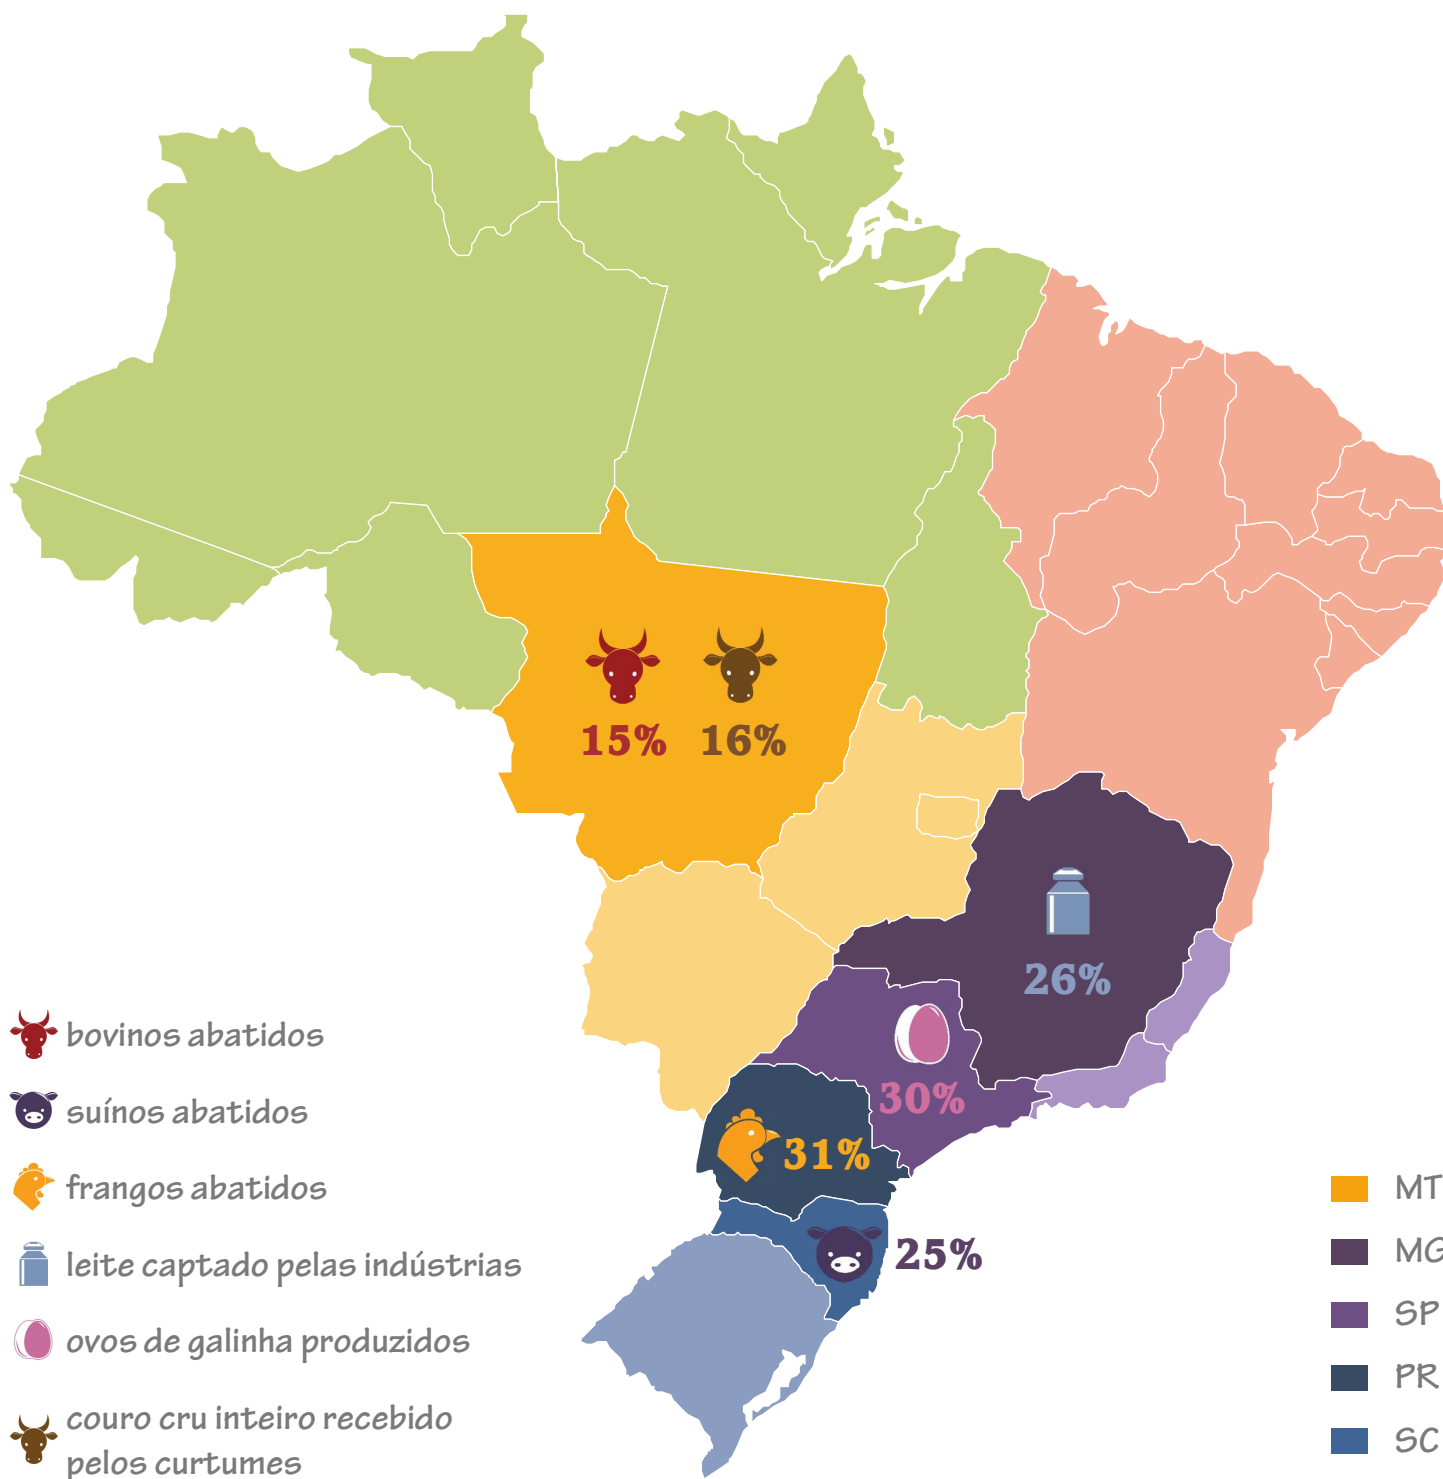 15% 16%
26%
30%
31%
25%
bovinos abatidos
suínos abatidos
frangos abatidos
leite captado pelas indústrias
ovos de galinha produzidos
couro cru inteiro recebido
pelos curtumes
MT
MG
SP
PR
SC